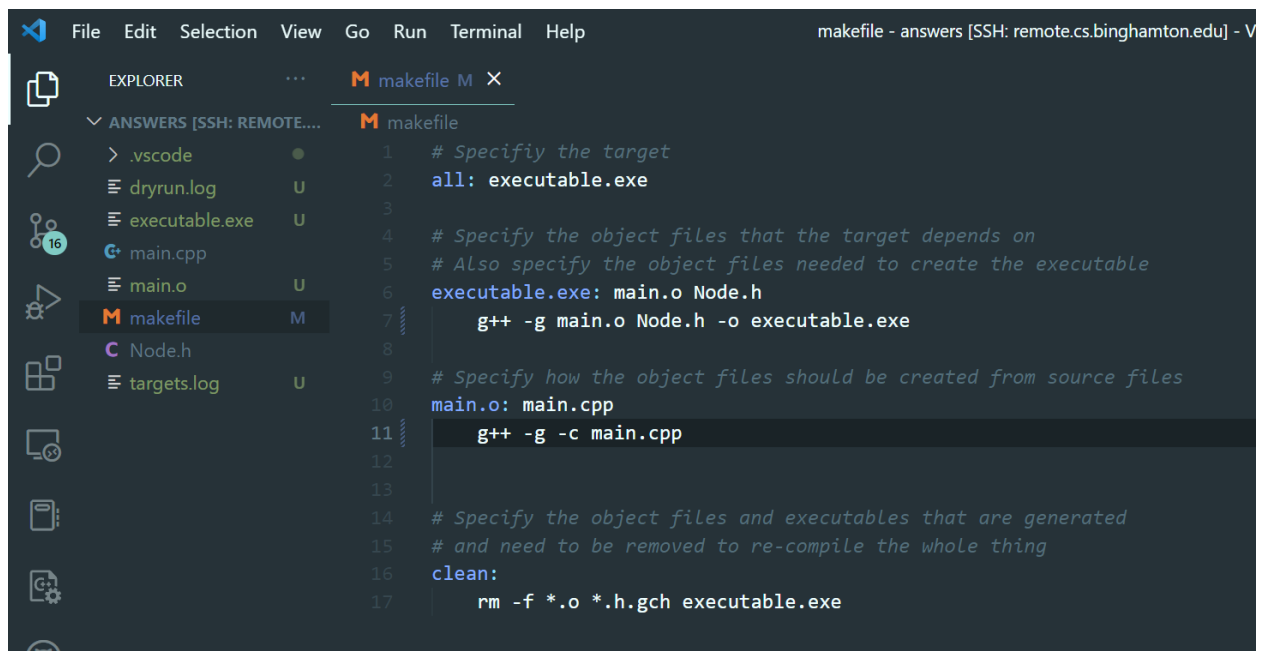 File Edit Selection View Go Run Terminal Help makefile - answers [SSH: remote.cs.binghamton.edu] - V
EXPLORER ···
ANSWERS [SSH: REMOTE....
.vscode
dryrun.log U
executable.exe U
main.cpp
main.o U
makefile M
Node.h
targets.log U
16
makefile M
makefile
1 # Specifiy the target
2 all: executable.exe
3
4 # Specify the object files that the target depends on
5 # Also specify the object files needed to create the executable
6 executable.exe: main.o Node.h
7 g++ -g main.o Node.h -o executable.exe
8
9 # Specify how the object files should be created from source files
10 main.o: main.cpp
11 g++ -g -c main.cpp
12
13
14 # Specify the object files and executables that are generated
15 # and need to be removed to re-compile the whole thing
16 clean:
17 rm -f *.o *.h.gch executable.exe